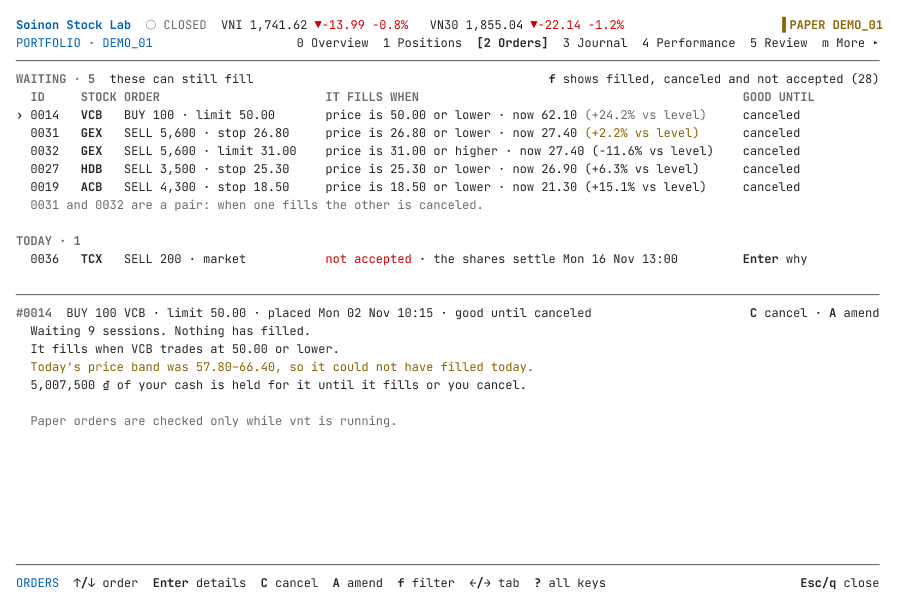 Soinon Stock Lab ○ CLOSED VNI 1,741.62 ▼-13.99 -0.8% VN30 1,855.04 ▼-22.14 -1.2% PAPER DEMO_01
PORTFOLIO · DEMO_01 0 Overview 1 Positions [2 Orders] 3 Journal 4 Performance 5 Review m More ▸
WAITING · 5 these can still fill f shows filled, canceled and not accepted (28)
ID STOCK ORDER IT FILLS WHEN GOOD UNTIL
› 0014 VCB BUY 100 · limit 50.00 price is 50.00 or lower · now 62.10 (+24.2% vs level) canceled
0031 GEX SELL 5,600 · stop 26.80 price is 26.80 or lower · now 27.40 (+2.2% vs level) canceled
0032 GEX SELL 5,600 · limit 31.00 price is 31.00 or higher · now 27.40 (-11.6% vs level) canceled
0027 HDB SELL 3,500 · stop 25.30 price is 25.30 or lower · now 26.90 (+6.3% vs level) canceled
0019 ACB SELL 4,300 · stop 18.50 price is 18.50 or lower · now 21.30 (+15.1% vs level) canceled
0031 and 0032 are a pair: when one fills the other is canceled.
TODAY · 1
0036 TCX SELL 200 · market not accepted · the shares settle Mon 16 Nov 13:00 Enter why
#0014 BUY 100 VCB · limit 50.00 · placed Mon 02 Nov 10:15 · good until canceled C cancel · A amend
Waiting 9 sessions. Nothing has filled.
It fills when VCB trades at 50.00 or lower.
Today's price band was 57.80–66.40, so it could not have filled today.
5,007,500 ₫ of your cash is held for it until it fills or you cancel.
Paper orders are checked only while vnt is running.
ORDERS ↑/↓ order Enter details C cancel A amend f filter ←/→ tab ? all keys Esc/q close